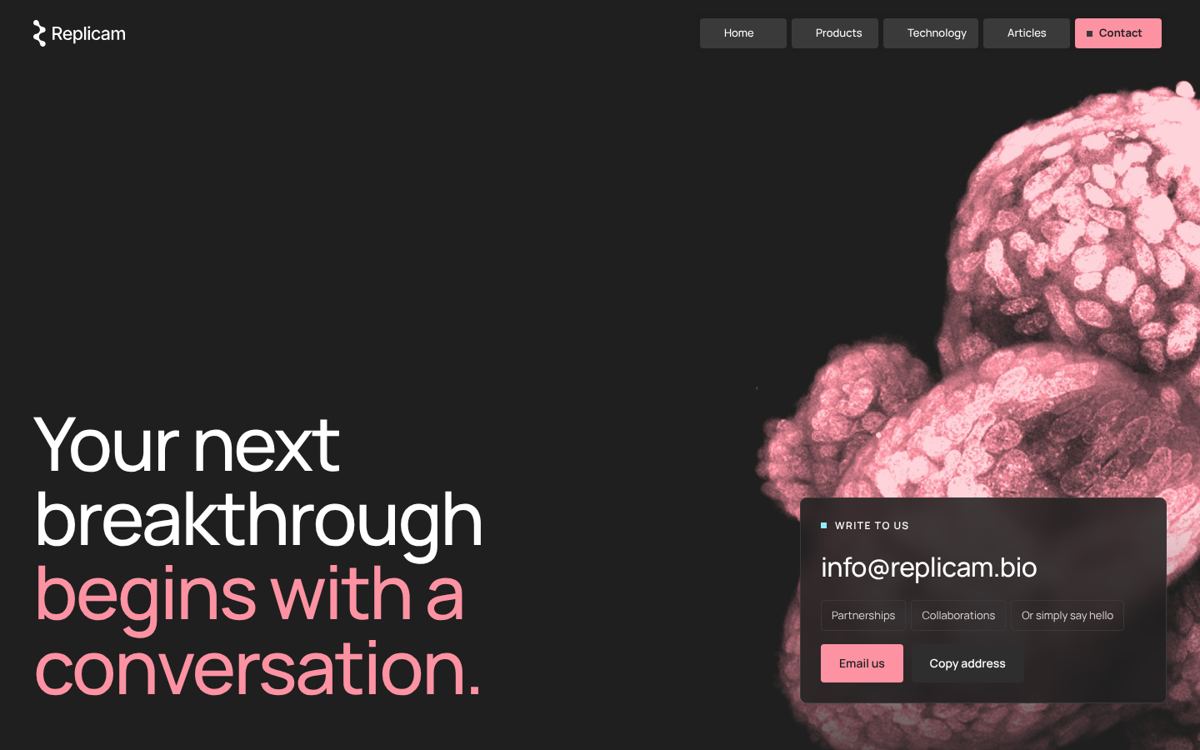 Replicam
Home
Products
Technology
Articles
Contact
Your next
breakthrough
begins with a
conversation.
WRITE TO US
info@replicam.bio
Partnerships
Collaborations
Or simply say hello
Email us
Copy address